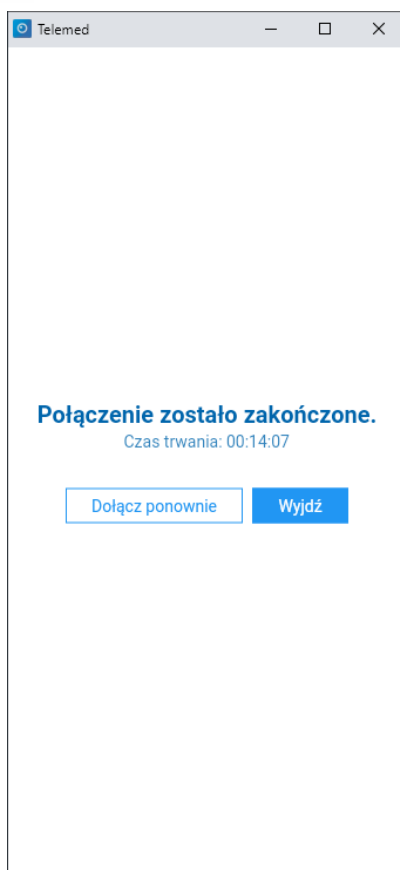 Telemed
Połączenie zostało zakończone.
Czas trwania: 00:14:07
Dołącz ponownie
Wyjdź